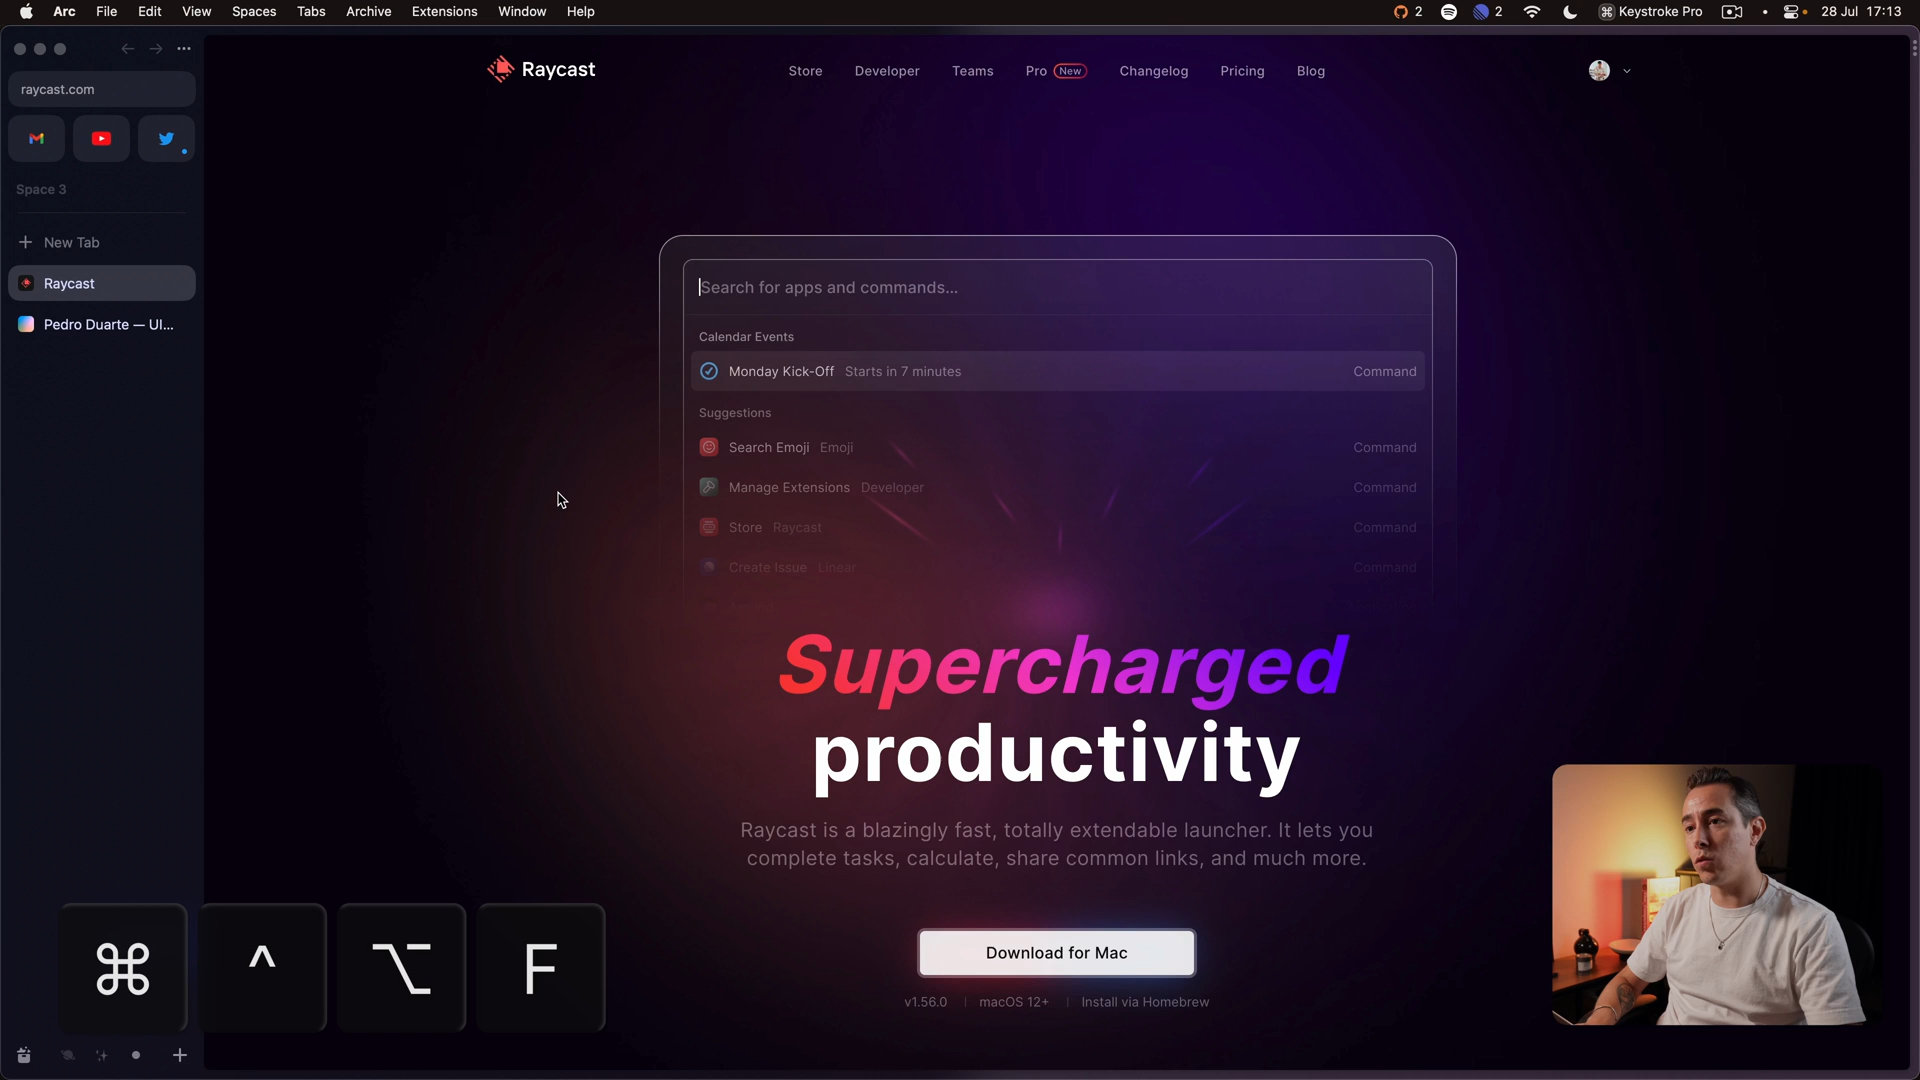 Arc File Edit View Spaces Tabs Archive Extensions Window Help
2 2 ⌘ Keystroke Pro 28 Jul 17:13
raycast.com
Space 3
+ New Tab
Raycast
Pedro Duarte — UI...
Raycast
Store Developer Teams Pro New Changelog Pricing Blog
Search for apps and commands...
Calendar Events
Monday Kick-Off Starts in 7 minutes Command
Suggestions
Search Emoji Emoji Command
Manage Extensions Developer Command
Store Raycast Command
Create Issue Linear Command
Supercharged
productivity
Raycast is a blazingly fast, totally extendable launcher. It lets you
complete tasks, calculate, share common links, and much more.
Download for Mac
v1.56.0 | macOS 12+ | Install via Homebrew
⌘ ^ ⌥ F